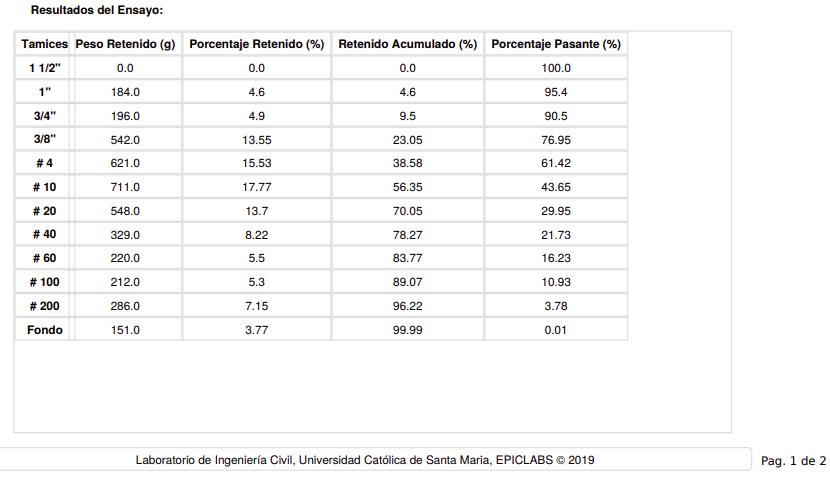 Resultados del Ensayo:
Tamices Peso Retenido (g) Porcentaje Retenido (%) Retenido Acumulado (%) Porcentaje Pasante (%)
1 1/2" 0.0 0.0 0.0 100.0
1" 184.0 4.6 4.6 95.4
3/4" 196.0 4.9 9.5 90.5
3/8" 542.0 13.55 23.05 76.95
# 4 621.0 15.53 38.58 61.42
# 10 711.0 17.77 56.35 43.65
# 20 548.0 13.7 70.05 29.95
# 40 329.0 8.22 78.27 21.73
# 60 220.0 5.5 83.77 16.23
# 100 212.0 5.3 89.07 10.93
# 200 286.0 7.15 96.22 3.78
Fondo 151.0 3.77 99.99 0.01
Laboratorio de Ingeniería Civil, Universidad Católica de Santa Maria, EPICLABS © 2019 Pag. 1 de 2